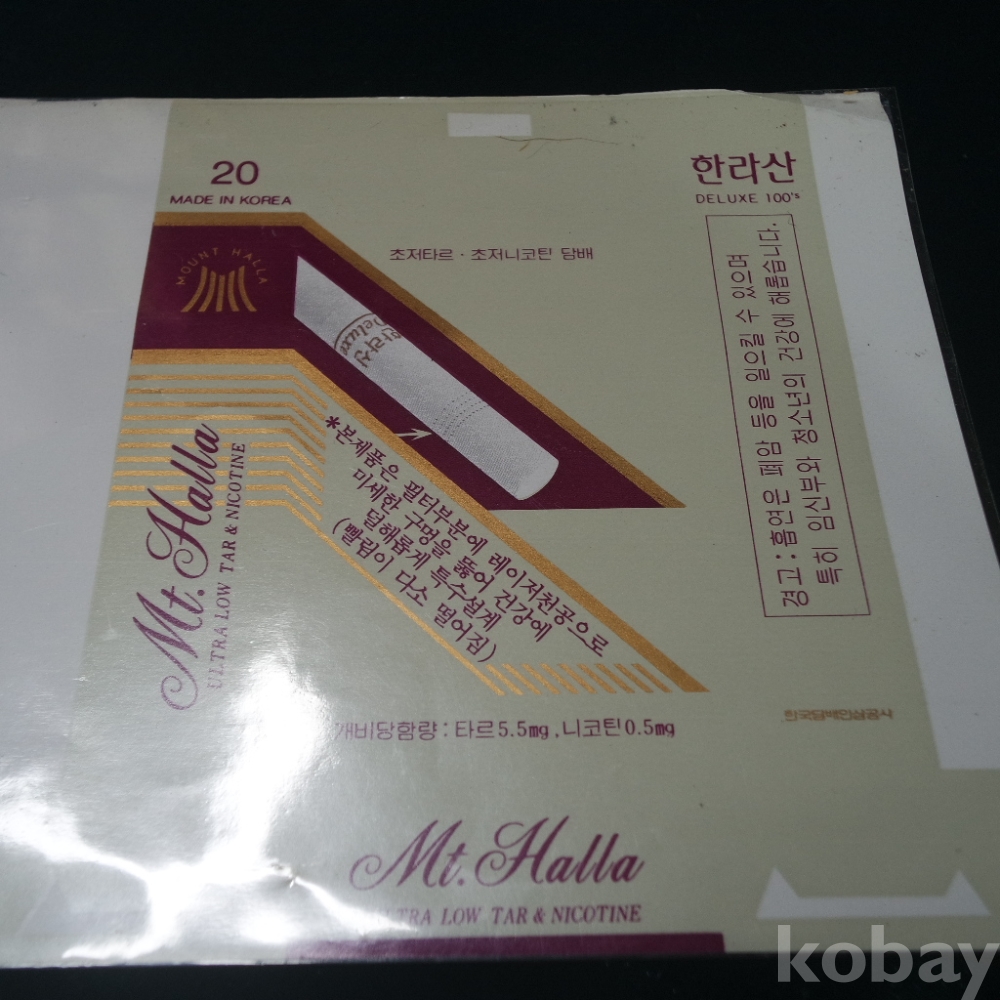 20
MADE IN KOREA
한라산
DELUXE 100's
초저타르 · 초저니코틴 담배
MOUNT HALLA
한라산
Deluxe
경고 : 흡연은 폐암 등을 일으킬 수 있으며
특히 임신부와 청소년의 건강에 해롭습니다.
*본제품은 필터부분에 레이저천공으로
미세한 구멍을 뚫어 건강에
덜해롭게 특수설계
(빨림이 다소 떨어짐)
Mt. Halla
ULTRA LOW TAR & NICOTINE
개비당함량 : 타르 5.5mg , 니코틴 0.5mg
한국담배인삼공사
Mt. Halla
ULTRA LOW TAR & NICOTINE
kobay